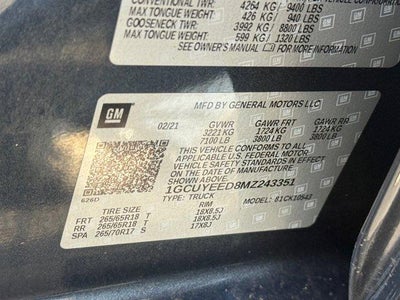 CONVENTIONAL TWR:
4264 KG/ 9400 LBS
MAX TONGUE WEIGHT:
426 KG / 940 LBS
GOOSENECK TWR:
3992 KG/ 8800 LBS
MAX TONGUE WEIGHT:
599 KG / 1320 LBS
SEE OWNER'S MANUAL FOR MORE INFORMATION
GM
MFD BY GENERAL MOTORS LLC
02/21 GVWR GAWR FRT GAWR RR
3221 KG 1724 KG 1724 KG
7100 LB 3800 LB 3800 LB
THIS VEHICLE CONFORMS TO ALL APPLICABLE U.S. FEDERAL MOTOR
VEHICLE SAFETY STANDARDS IN EFFECT ON THE DATE OF
MANUFACTURE SHOWN ABOVE.
1GCUYEED8MZ243351
626D
TYPE: TRUCK MODEL: 81CK10543
TIRE SIZE RIM
FRT 265/65R18 T 18X8.5J
RR 265/65R18 T 18X8.5J
SPA 265/70R17 S 17X8J